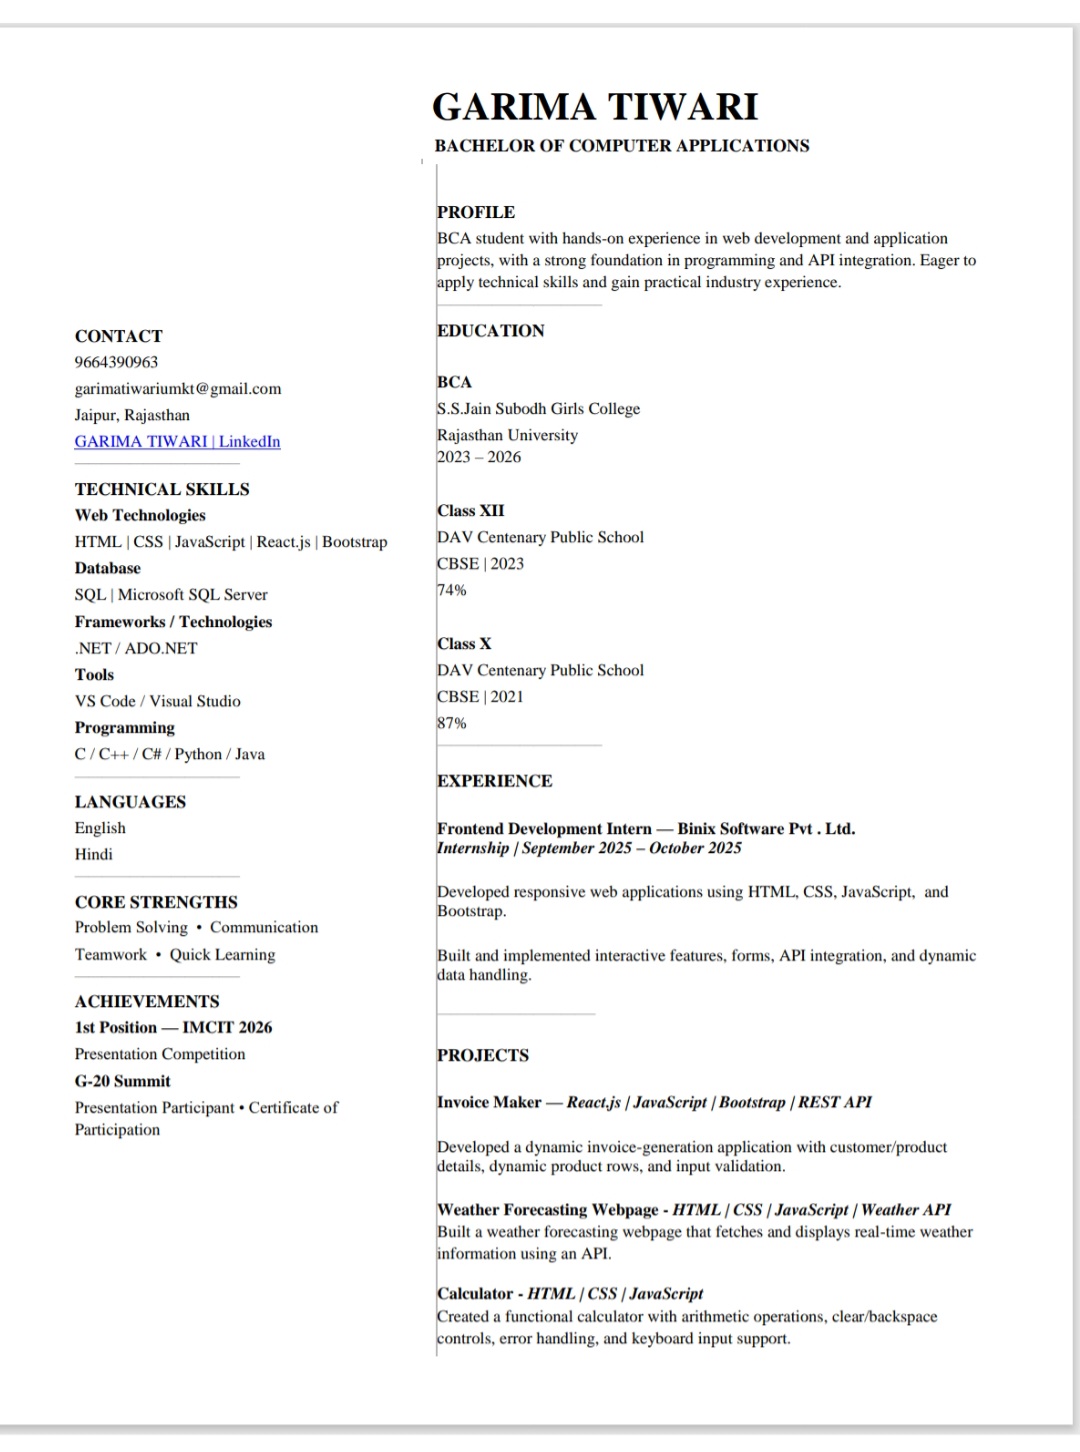 GARIMA TIWARI
BACHELOR OF COMPUTER APPLICATIONS
CONTACT
9664390963
garimatiwariumkt@gmail.com
Jaipur, Rajasthan
GARIMA TIWARI | LinkedIn
TECHNICAL SKILLS
Web Technologies
HTML | CSS | JavaScript | React.js | Bootstrap
Database
SQL | Microsoft SQL Server
Frameworks / Technologies
.NET / ADO.NET
Tools
VS Code / Visual Studio
Programming
C / C++ / C# / Python / Java
LANGUAGES
English
Hindi
CORE STRENGTHS
Problem Solving • Communication
Teamwork • Quick Learning
ACHIEVEMENTS
1st Position — IMCIT 2026
Presentation Competition
G-20 Summit
Presentation Participant • Certificate of
Participation
PROFILE
BCA student with hands-on experience in web development and application
projects, with a strong foundation in programming and API integration. Eager to
apply technical skills and gain practical industry experience.
EDUCATION
BCA
S.S.Jain Subodh Girls College
Rajasthan University
2023 – 2026
Class XII
DAV Centenary Public School
CBSE | 2023
74%
Class X
DAV Centenary Public School
CBSE | 2021
87%
EXPERIENCE
Frontend Development Intern — Binix Software Pvt . Ltd.
Internship | September 2025 – October 2025
Developed responsive web applications using HTML, CSS, JavaScript,  and
Bootstrap.
Built and implemented interactive features, forms, API integration, and dynamic
data handling.
PROJECTS
Invoice Maker — React.js | JavaScript | Bootstrap | REST API
Developed a dynamic invoice-generation application with customer/product
details, dynamic product rows, and input validation.
Weather Forecasting Webpage - HTML | CSS | JavaScript | Weather API
Built a weather forecasting webpage that fetches and displays real-time weather
information using an API.
Calculator - HTML | CSS | JavaScript
Created a functional calculator with arithmetic operations, clear/backspace
controls, error handling, and keyboard input support.